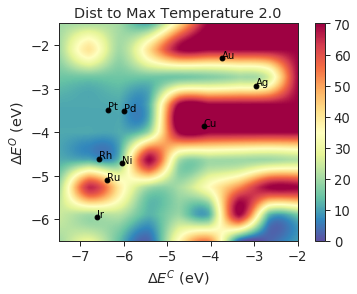 Dist to Max Temperature 2.0
ΔE^O (eV)
−2
−3
−4
−5
−6
Au
Ag
Pt
Pd
Cu
Rh
Ni
Ru
Ir
−7
−6
−5
−4
−3
−2
ΔE^C (eV)
70
60
50
40
30
20
10
0